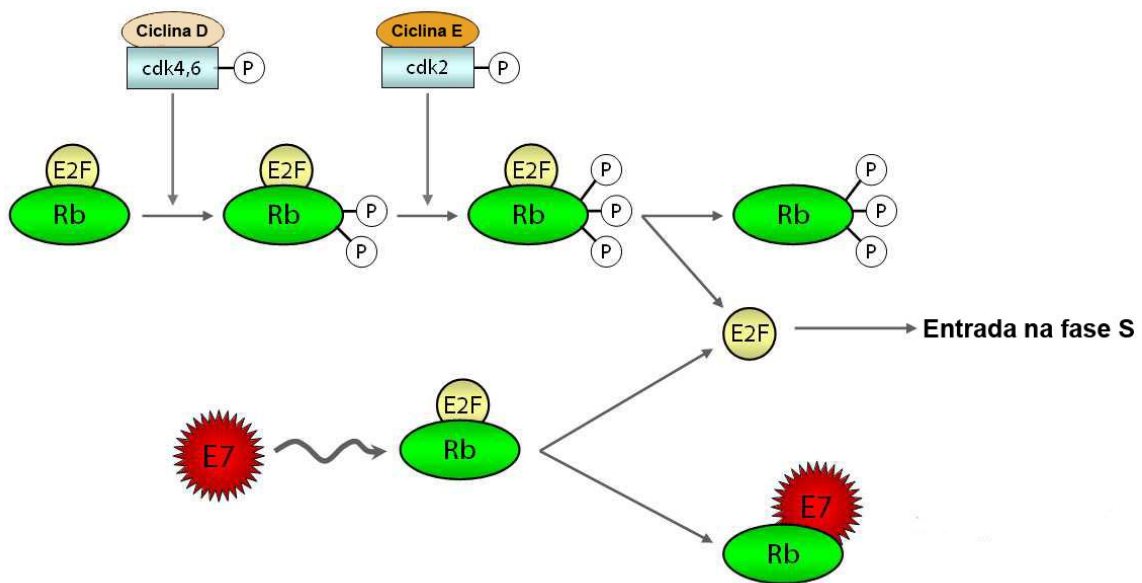 Ciclina D
cdk4,6
P
Ciclina E
cdk2
P
E2F
Rb
E2F
Rb
P
P
E2F
Rb
P
P
P
Rb
P
P
P
E2F
Entrada na fase S
E7
E2F
Rb
E7
Rb